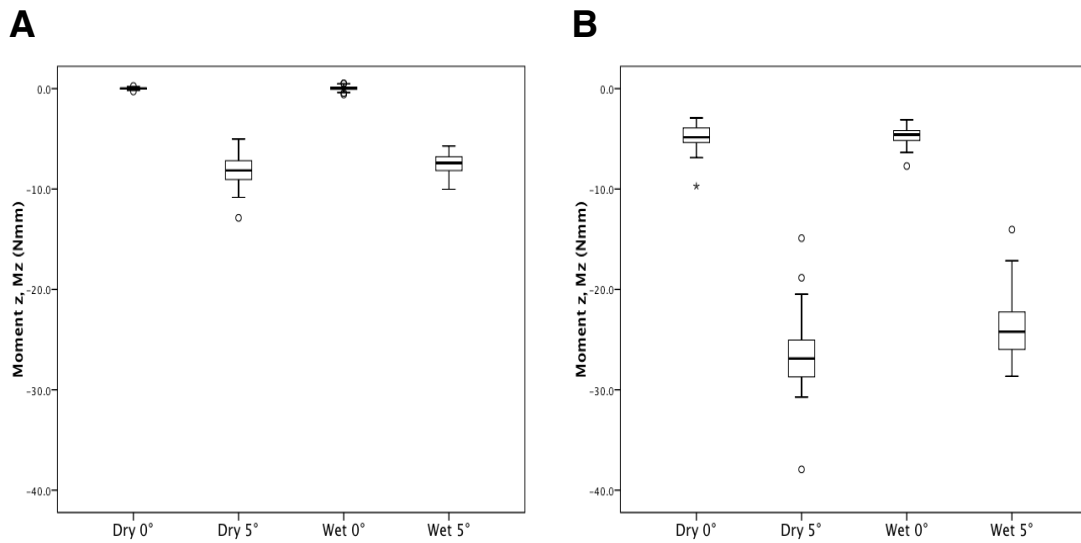 A
B
Moment z, Mz (Nmm)
0.0
-10.0
-20.0
-30.0
-40.0
Dry 0°
Dry 5°
Wet 0°
Wet 5°
Moment z, Mz (Nmm)
0.0
-10.0
-20.0
-30.0
-40.0
Dry 0°
Dry 5°
Wet 0°
Wet 5°